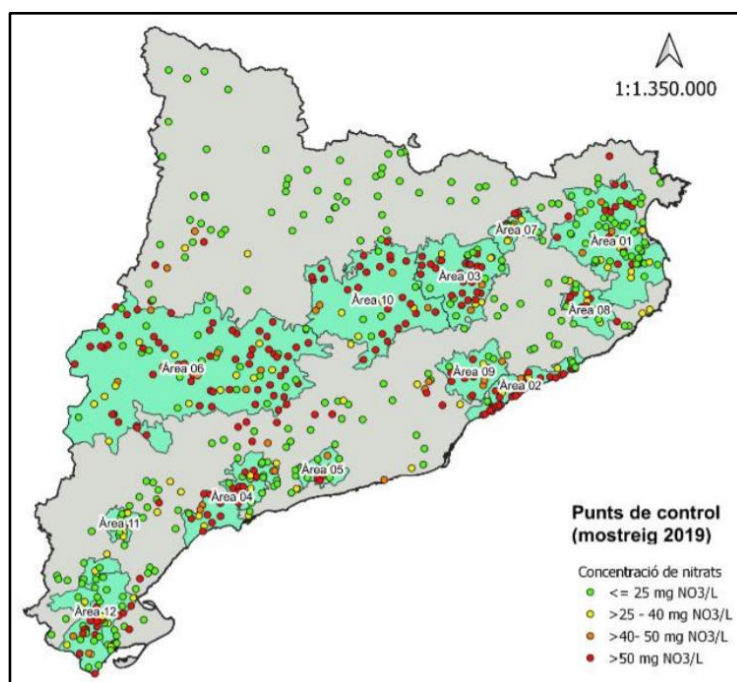 1:1.350.000
Àrea 07
Àrea 01
Àrea 03
Àrea 10
Àrea 08
Àrea 06
Àrea 09
Àrea 02
Àrea 05
Àrea 04
Àrea 11
Àrea 12
Punts de control
(mostreig 2019)
Concentració de nitrats
<= 25 mg NO3/L
>25 - 40 mg NO3/L
>40- 50 mg NO3/L
>50 mg NO3/L